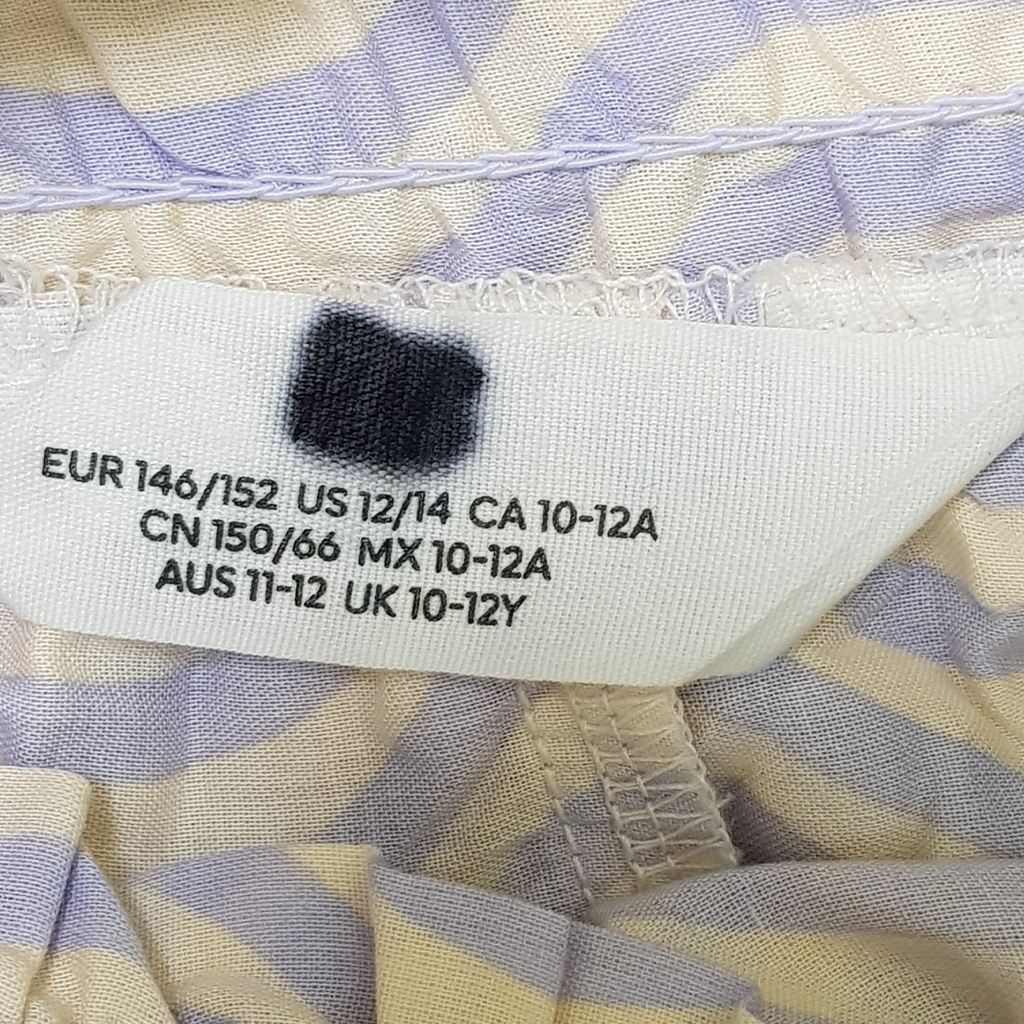 EUR 146/152 US 12/14 CA 10-12A
CN 150/66 MX 10-12A
AUS 11-12 UK 10-12Y